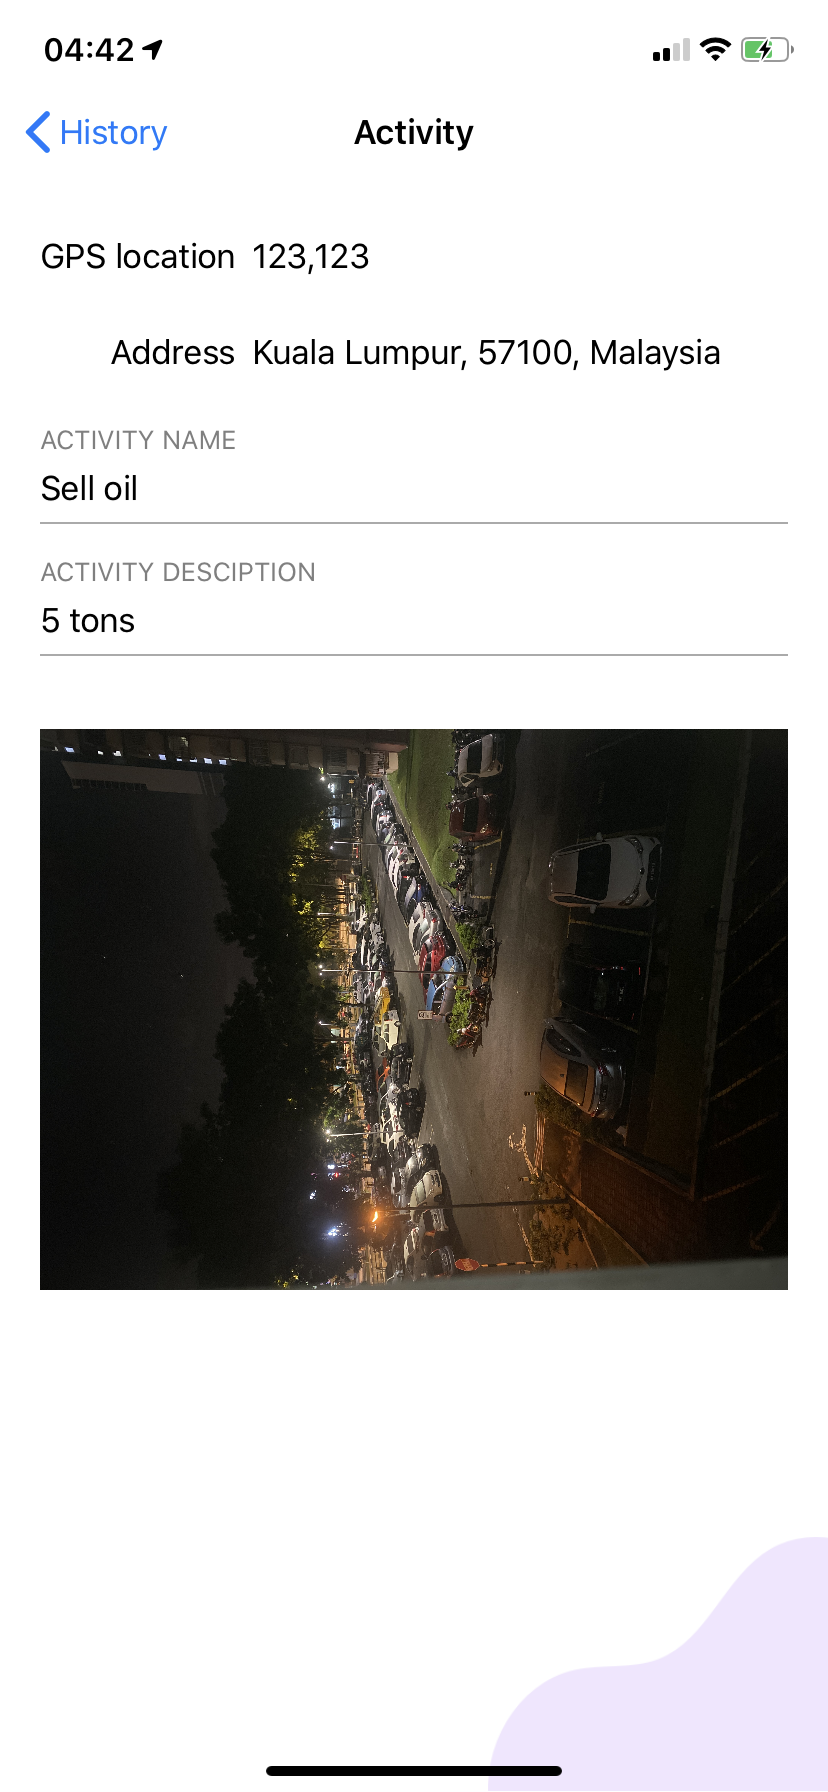 04:42
History
Activity
GPS location 123,123
Address Kuala Lumpur, 57100, Malaysia
ACTIVITY NAME
Sell oil
ACTIVITY DESCIPTION
5 tons